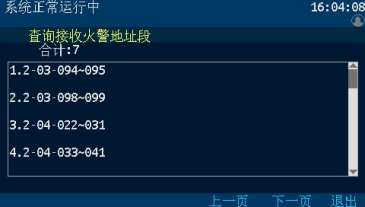 系统正常运行中 16:04:08
查询接收火警地址段
合计:7
1.2-03-094~095
2.2-03-098~099
3.2-04-022~031
4.2-04-033~041
上一页 下一页 退出